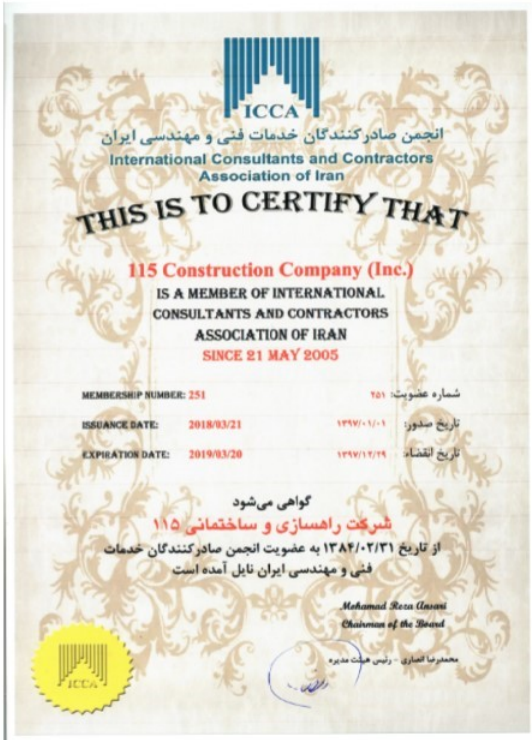 ICCA
انجمن صادرکنندگان خدمات فنی و مهندسی ایران
International Consultants and Contractors
Association of Iran
THIS IS TO CERTIFY THAT
115 Construction Company (Inc.)
IS A MEMBER OF INTERNATIONAL
CONSULTANTS AND CONTRACTORS
ASSOCIATION OF IRAN
SINCE 21 MAY 2005
MEMBERSHIP NUMBER: 251
شماره عضویت: ۲۵۱
ISSUANCE DATE: 2018/03/21
تاریخ صدور: ۱۳۹۷/۰۱/۰۱
EXPIRATION DATE: 2019/03/20
تاریخ انقضاء: ۱۳۹۷/۱۲/۲۹
گواهی می‌شود
شرکت راهسازی و ساختمانی ۱۱۵
از تاریخ ۱۳۸۴/۰۲/۳۱ به عضویت انجمن صادرکنندگان خدمات
فنی و مهندسی ایران نایل آمده است
Mohamad Reza Ansari
Chairman of the Board
محمدرضا انصاری - رئیس هیئت مدیره
ICCA